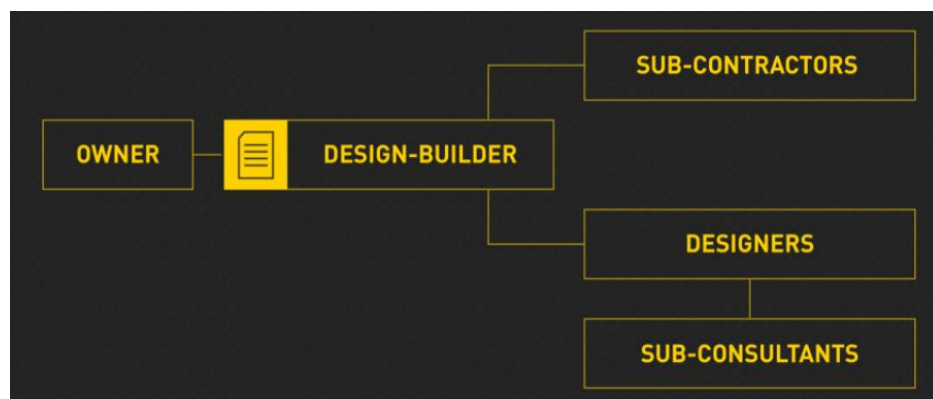 SUB-CONTRACTORS
OWNER
DESIGN-BUILDER
DESIGNERS
SUB-CONSULTANTS